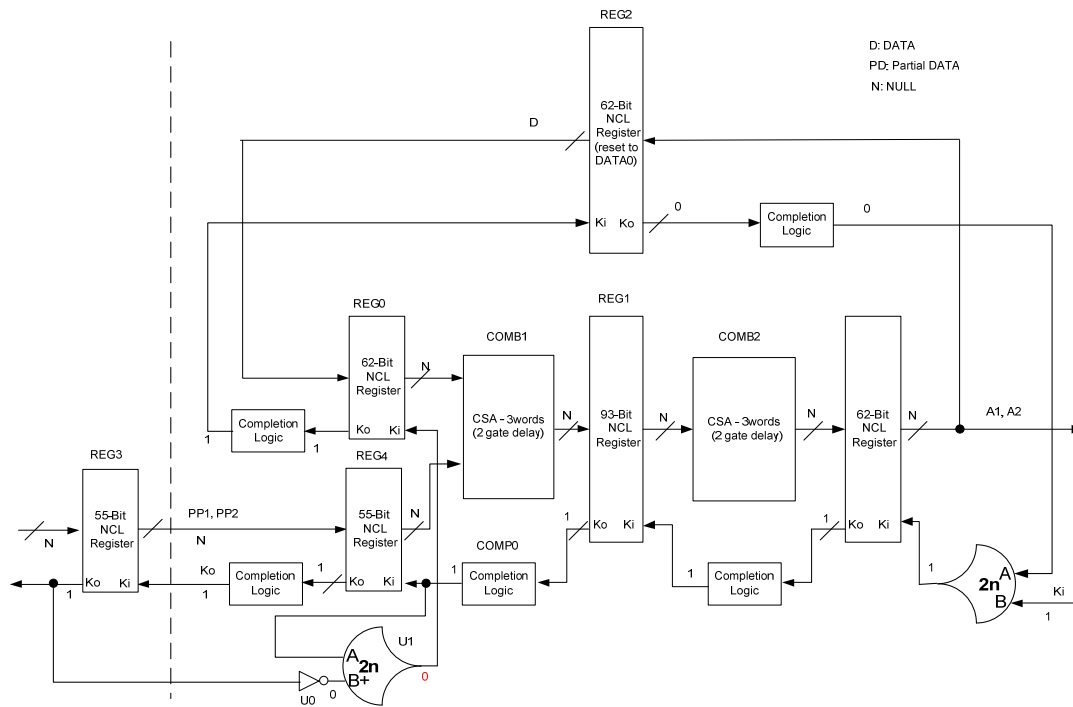 REG2
D: DATA
PD: Partial DATA
N: NULL
62-Bit
NCL
Register
(reset to
DATA0)
D
Ki Ko
0
Completion
Logic
0
REG0
62-Bit
NCL
Register
Ko Ki
N
COMB1
CSA - 3words
(2 gate delay)
N
REG1
93-Bit
NCL
Register
Ko Ki
N
COMB2
CSA - 3words
(2 gate delay)
N
62-Bit
NCL
Register
Ko Ki
N
A1, A2
1
Completion
Logic
1
REG3
55-Bit
NCL
Register
Ko Ki
N
1
PP1, PP2
N
REG4
55-Bit
NCL
Register
Ko Ki
N
Ko
1
Completion
Logic
1
1
COMP0
Completion
Logic
1
1
Completion
Logic
1
1
A
2n
B
Ki
1
A
2n
B+
U1
0
U0
0